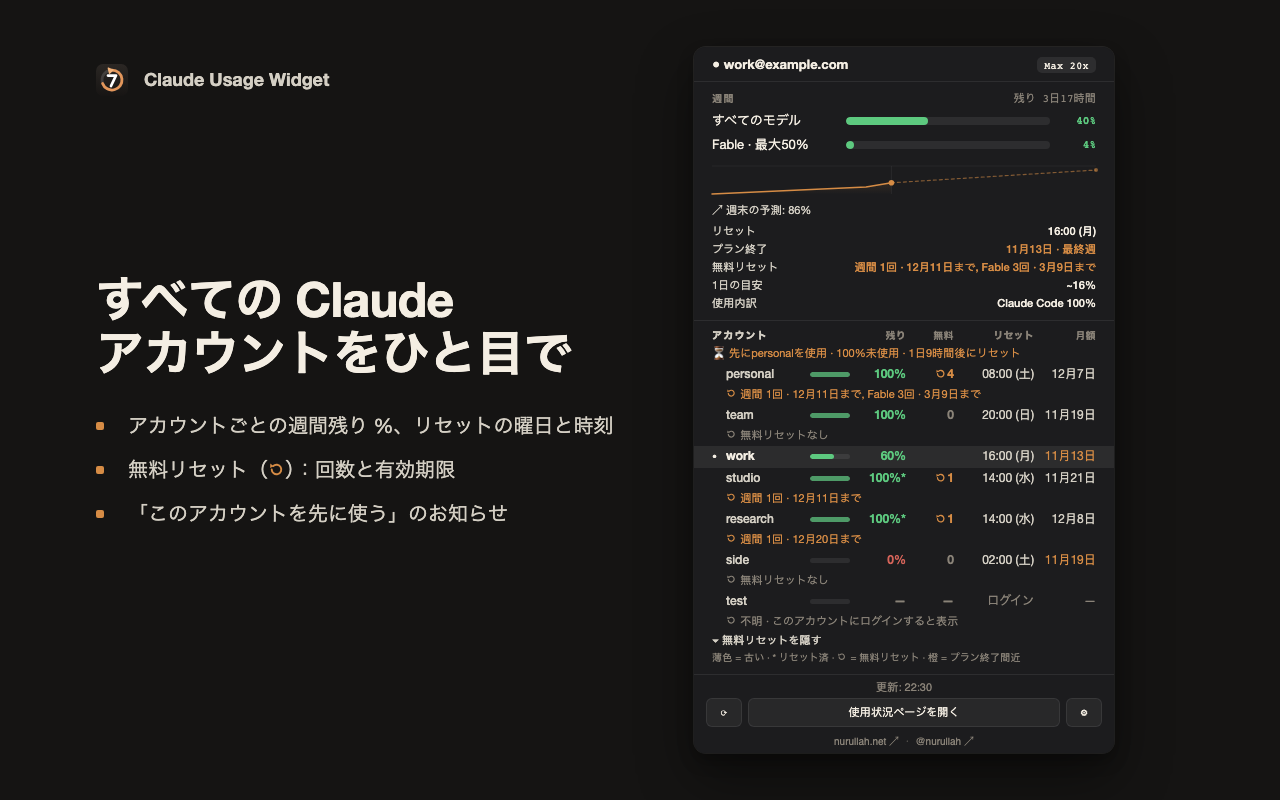 7
Claude Usage Widget
すべての Claude
アカウントをひと目で
アカウントごとの週間残り %、リセットの曜日と時刻
無料リセット（↺）: 回数と有効期限
「このアカウントを先に使う」のお知らせ
● work@example.com Max 20x
週間 残り 3日17時間
すべてのモデル 40%
Fable · 最大50% 4%
↗ 週末の予測: 86%
リセット 16:00 (月)
プラン終了 11月13日 · 最終週
無料リセット 週間 1回 · 12月11日まで, Fable 3回 · 3月9日まで
1日の目安 ~16%
使用内訳 Claude Code 100%
アカウント 残り 無料 リセット 月額
⏳ 先にpersonalを使用 · 100%未使用 · 1日9時間後にリセット
personal 100% ↺4 08:00 (土) 12月7日
↺ 週間 1回 · 12月11日まで, Fable 3回 · 3月9日まで
team 100% 0 20:00 (日) 11月19日
↺ 無料リセットなし
• work 60% 16:00 (月) 11月13日
studio 100%* ↺1 14:00 (水) 11月21日
↺ 週間 1回 · 12月11日まで
research 100%* ↺1 14:00 (水) 12月8日
↺ 週間 1回 · 12月20日まで
side 0% 0 02:00 (土) 11月19日
↺ 無料リセットなし
test — — ログイン —
↺ 不明 · このアカウントにログインすると表示
▾ 無料リセットを隠す
薄色 = 古い · * リセット済 · ↺ = 無料リセット · 橙 = プラン終了間近
更新: 22:30
⟳ 使用状況ページを開く ⚙
nurullah.net ↗ · @nurullah ↗